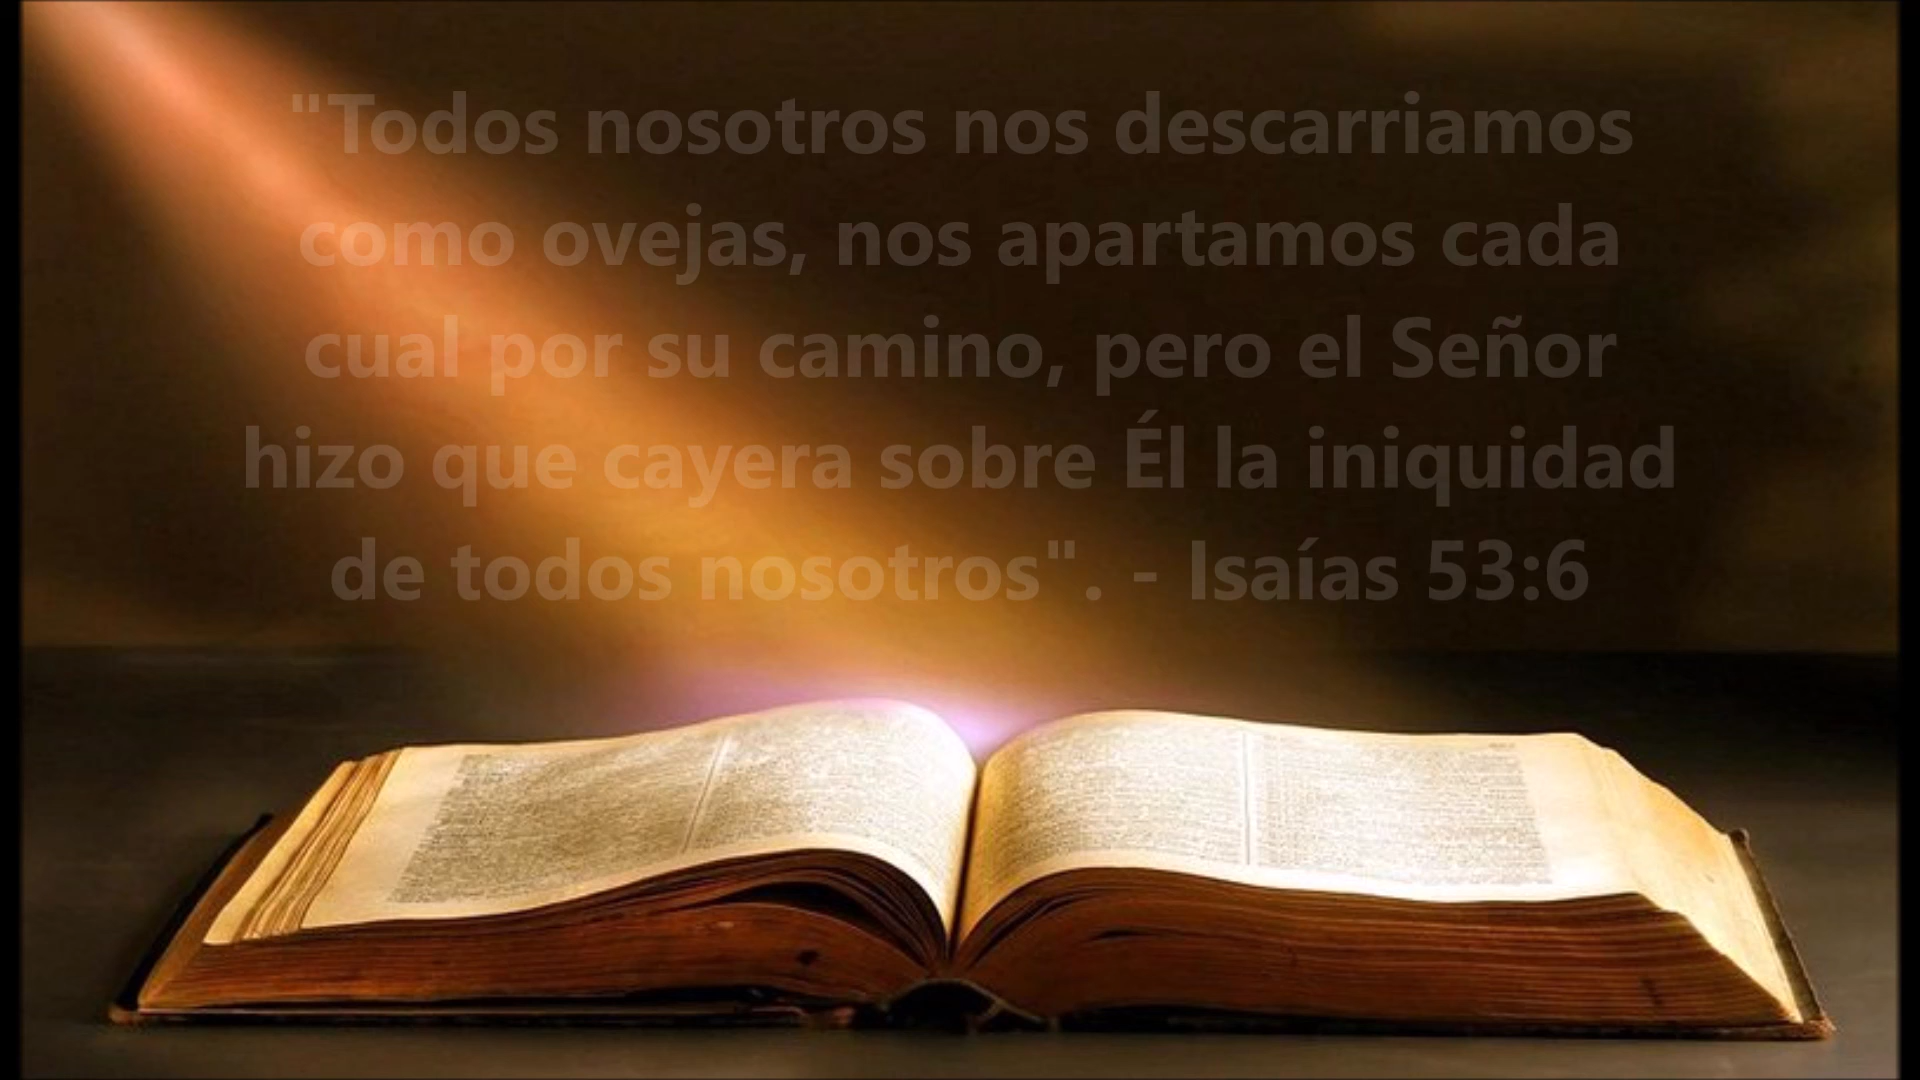 "Todos nosotros nos descarriamos
como ovejas, nos apartamos cada
cual por su camino, pero el Señor
hizo que cayera sobre Él la iniquidad
de todos nosotros". - Isaías 53:6